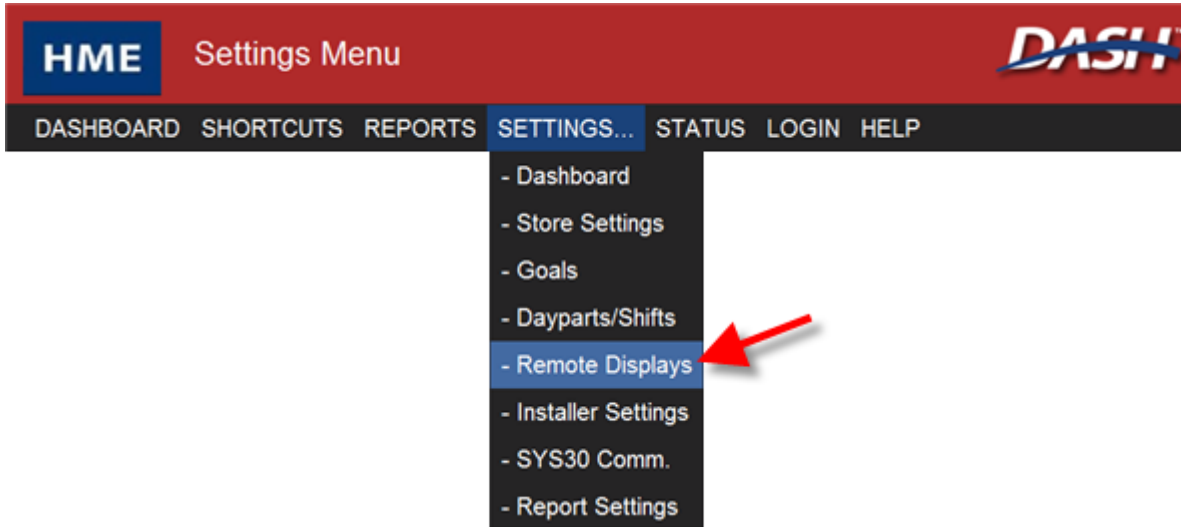 HME Settings Menu DASH™
DASHBOARD SHORTCUTS REPORTS SETTINGS... STATUS LOGIN HELP
- Dashboard
- Store Settings
- Goals
- Dayparts/Shifts
- Remote Displays
- Installer Settings
- SYS30 Comm.
- Report Settings